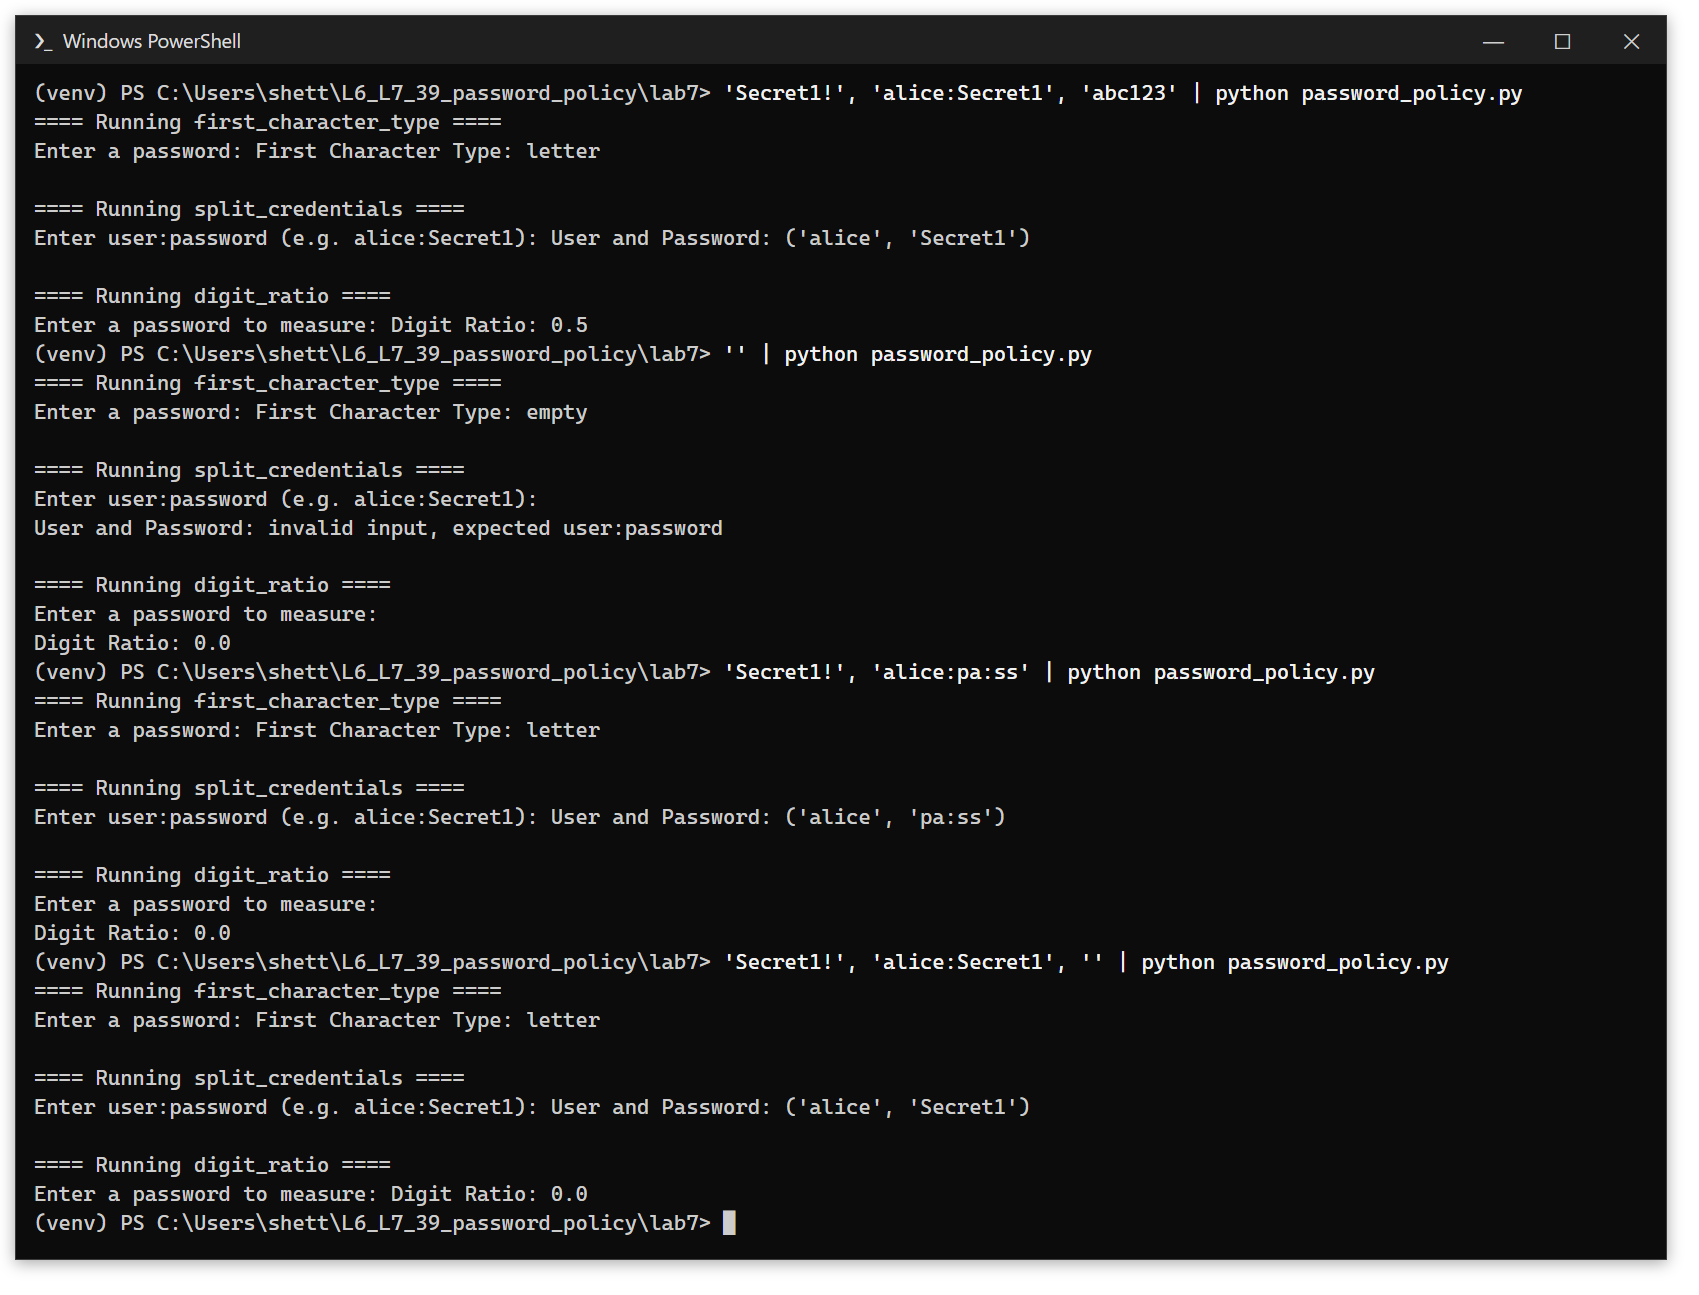 Windows PowerShell
(venv) PS C:\Users\shett\L6_L7_39_password_policy\lab7> 'Secret1!', 'alice:Secret1', 'abc123' | python password_policy.py
==== Running first_character_type ====
Enter a password: First Character Type: letter

==== Running split_credentials ====
Enter user:password (e.g. alice:Secret1): User and Password: ('alice', 'Secret1')

==== Running digit_ratio ====
Enter a password to measure: Digit Ratio: 0.5
(venv) PS C:\Users\shett\L6_L7_39_password_policy\lab7> '' | python password_policy.py
==== Running first_character_type ====
Enter a password: First Character Type: empty

==== Running split_credentials ====
Enter user:password (e.g. alice:Secret1):
User and Password: invalid input, expected user:password

==== Running digit_ratio ====
Enter a password to measure:
Digit Ratio: 0.0
(venv) PS C:\Users\shett\L6_L7_39_password_policy\lab7> 'Secret1!', 'alice:pa:ss' | python password_policy.py
==== Running first_character_type ====
Enter a password: First Character Type: letter

==== Running split_credentials ====
Enter user:password (e.g. alice:Secret1): User and Password: ('alice', 'pa:ss')

==== Running digit_ratio ====
Enter a password to measure:
Digit Ratio: 0.0
(venv) PS C:\Users\shett\L6_L7_39_password_policy\lab7> 'Secret1!', 'alice:Secret1', '' | python password_policy.py
==== Running first_character_type ====
Enter a password: First Character Type: letter

==== Running split_credentials ====
Enter user:password (e.g. alice:Secret1): User and Password: ('alice', 'Secret1')

==== Running digit_ratio ====
Enter a password to measure: Digit Ratio: 0.0
(venv) PS C:\Users\shett\L6_L7_39_password_policy\lab7>